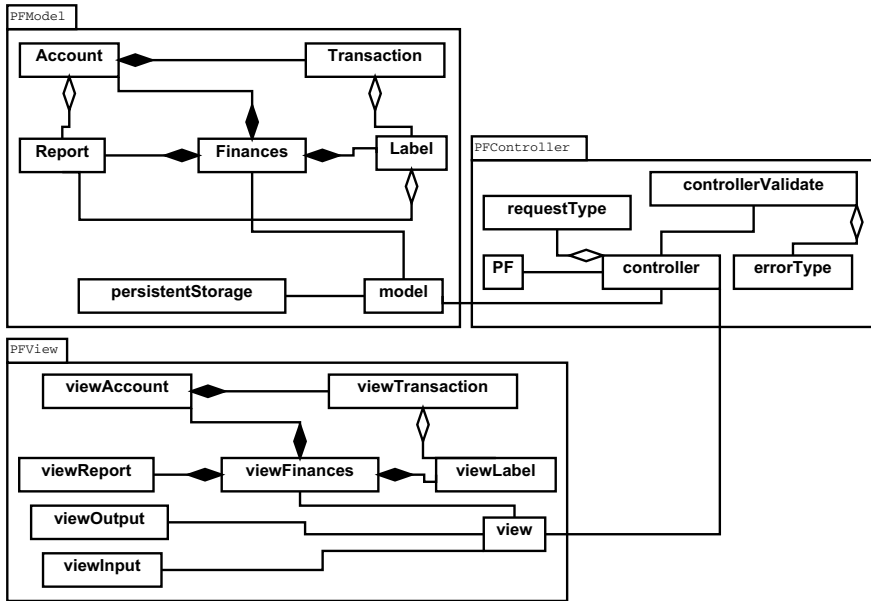 PFModel
Account
Transaction
Report
Finances
Label
persistentStorage
model
PFController
controllerValidate
requestType
PF
controller
errorType
PFView
viewAccount
viewTransaction
viewReport
viewFinances
viewLabel
viewOutput
view
viewInput